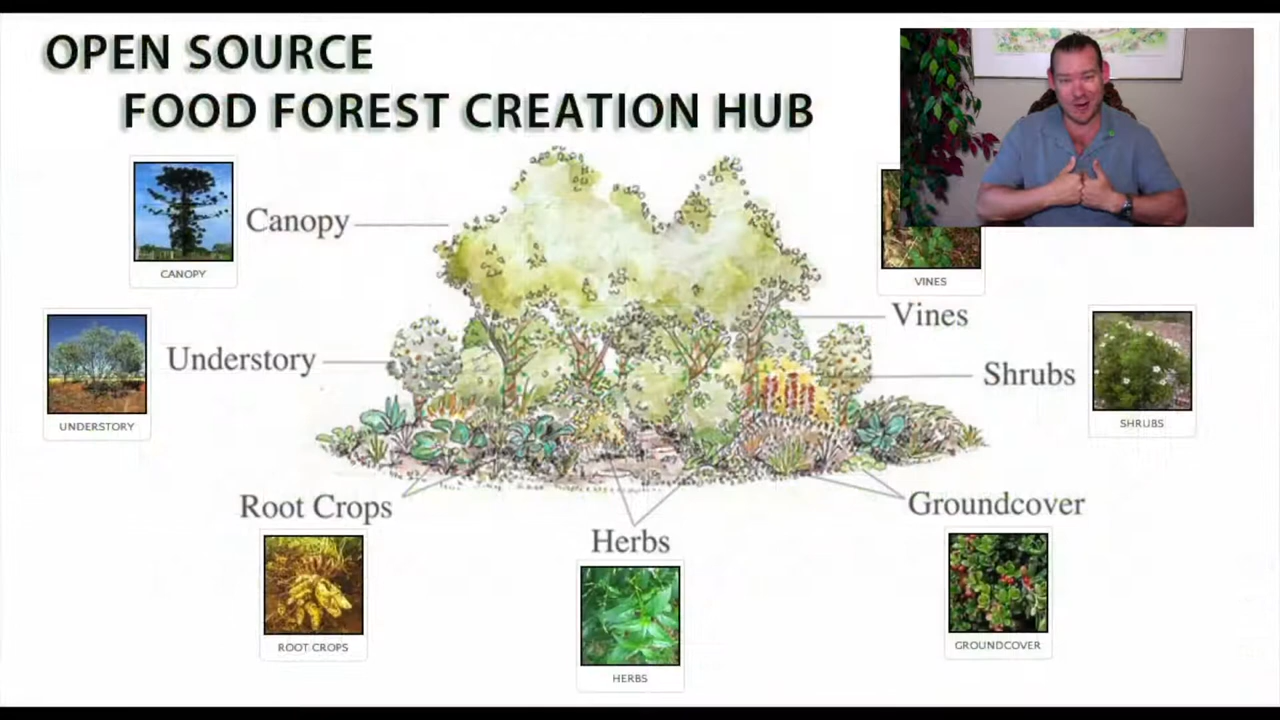 OPEN SOURCE
FOOD FOREST CREATION HUB
Canopy
CANOPY
VINES
Vines
Understory
UNDERSTORY
Shrubs
SHRUBS
Root Crops
ROOT CROPS
Herbs
HERBS
Groundcover
GROUNDCOVER